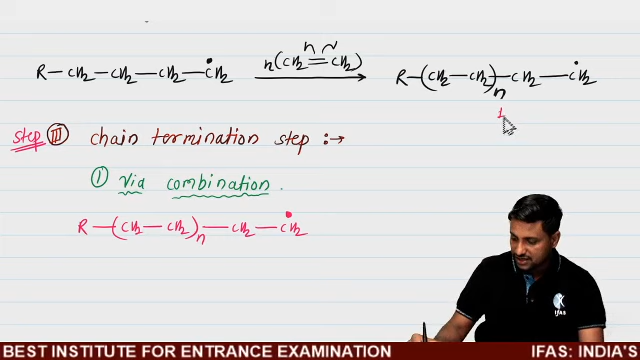 R—CH2—CH2—CH2—ĊH2 n(CH2=CH2) R—(CH2—CH2)n—CH2—ĊH2
Step III chain termination step :→
① via combination.
R—(CH2—CH2)n—CH2—ĊH2
IFAS
BEST INSTITUTE FOR ENTRANCE EXAMINATION IFAS: INDIA'S